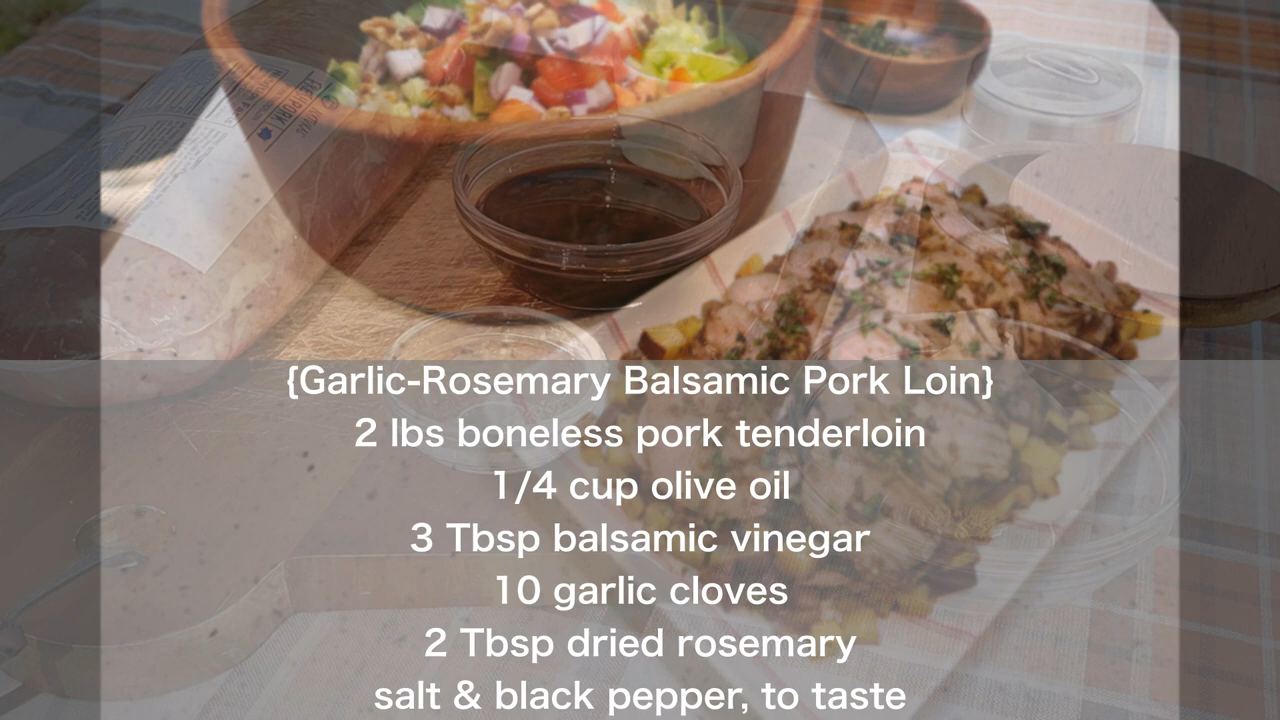 {Garlic-Rosemary Balsamic Pork Loin}
2 lbs boneless pork tenderloin
1/4 cup olive oil
3 Tbsp balsamic vinegar
10 garlic cloves
2 Tbsp dried rosemary
salt & black pepper, to taste